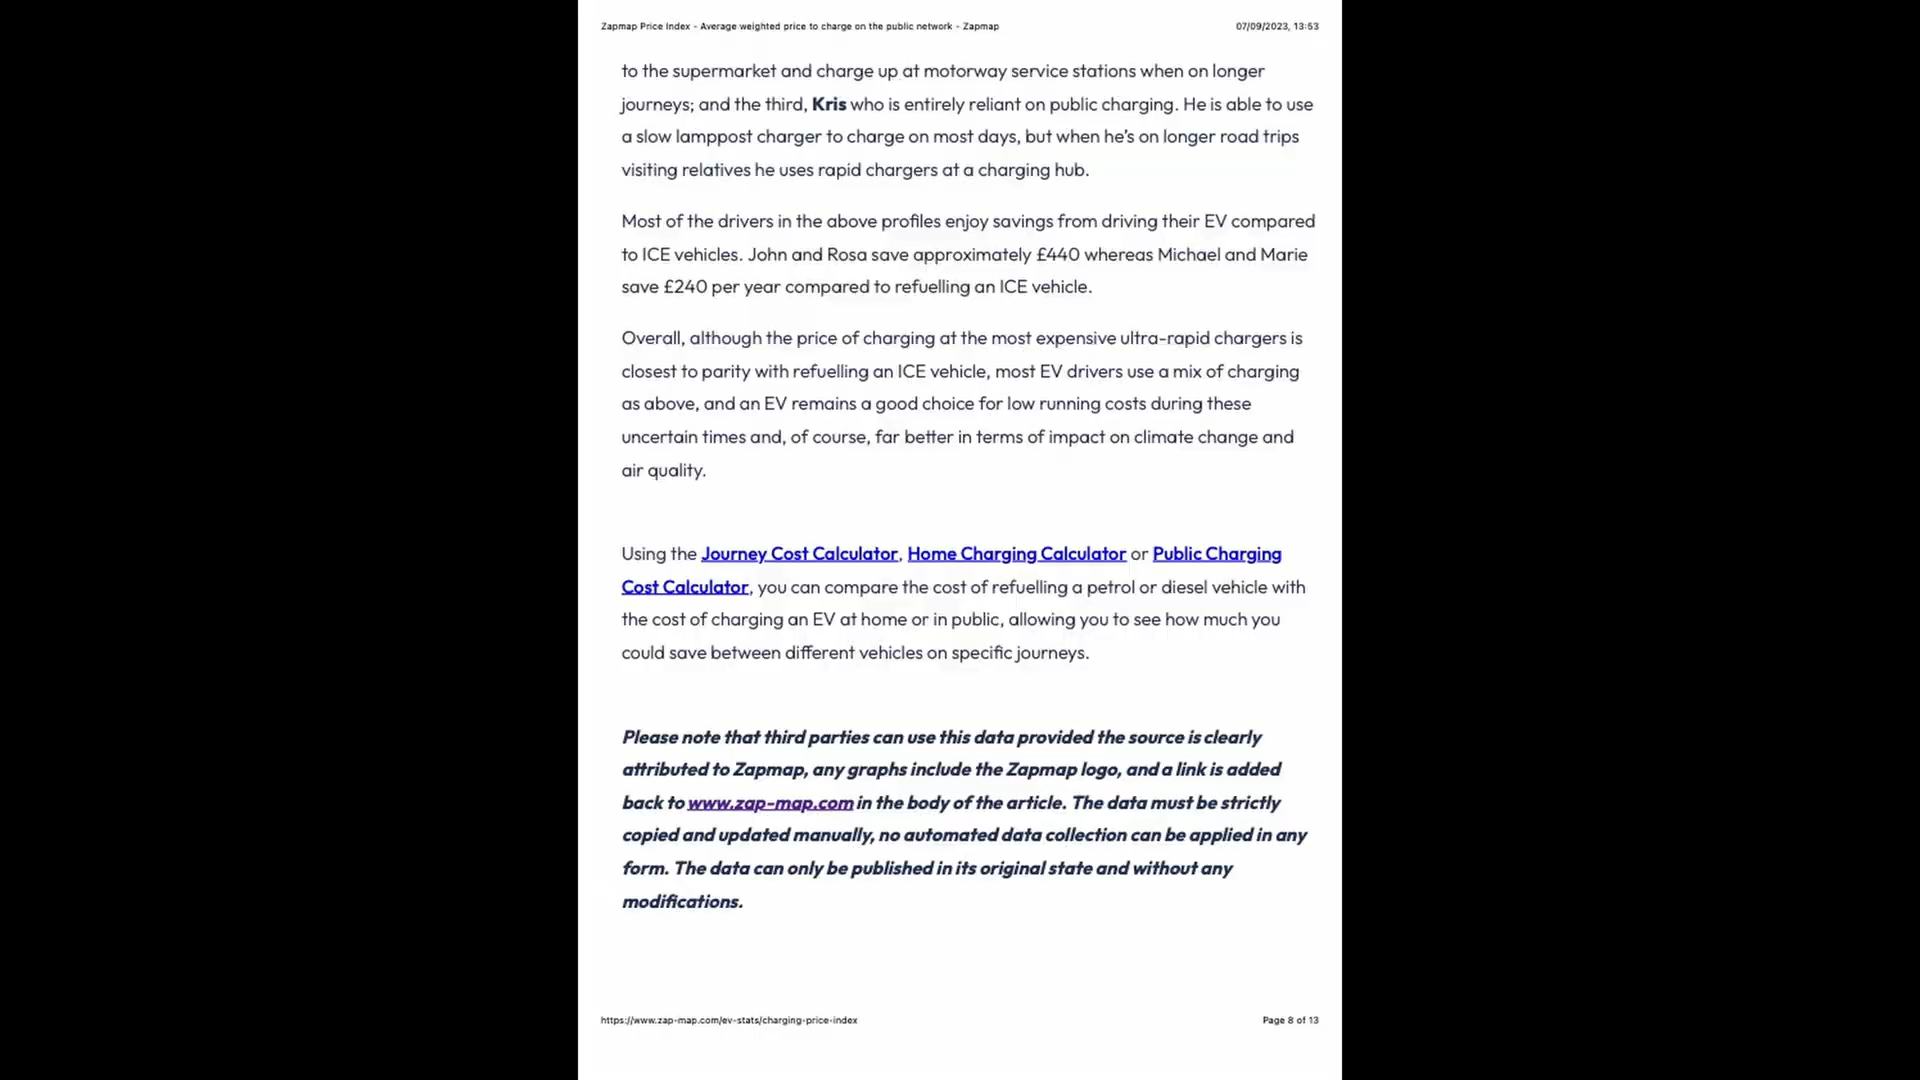 Zapmap Price Index - Average weighted price to charge on the public network - Zapmap
07/09/2023, 13:53
to the supermarket and charge up at motorway service stations when on longer
journeys; and the third, Kris who is entirely reliant on public charging. He is able to use
a slow lamppost charger to charge on most days, but when he's on longer road trips
visiting relatives he uses rapid chargers at a charging hub.
Most of the drivers in the above profiles enjoy savings from driving their EV compared
to ICE vehicles. John and Rosa save approximately £440 whereas Michael and Marie
save £240 per year compared to refuelling an ICE vehicle.
Overall, although the price of charging at the most expensive ultra-rapid chargers is
closest to parity with refuelling an ICE vehicle, most EV drivers use a mix of charging
as above, and an EV remains a good choice for low running costs during these
uncertain times and, of course, far better in terms of impact on climate change and
air quality.
Using the Journey Cost Calculator, Home Charging Calculator or Public Charging
Cost Calculator, you can compare the cost of refuelling a petrol or diesel vehicle with
the cost of charging an EV at home or in public, allowing you to see how much you
could save between different vehicles on specific journeys.
Please note that third parties can use this data provided the source is clearly
attributed to Zapmap, any graphs include the Zapmap logo, and a link is added
back to www.zap-map.com in the body of the article. The data must be strictly
copied and updated manually, no automated data collection can be applied in any
form. The data can only be published in its original state and without any
modifications.
https://www.zap-map.com/ev-stats/charging-price-index
Page 8 of 13